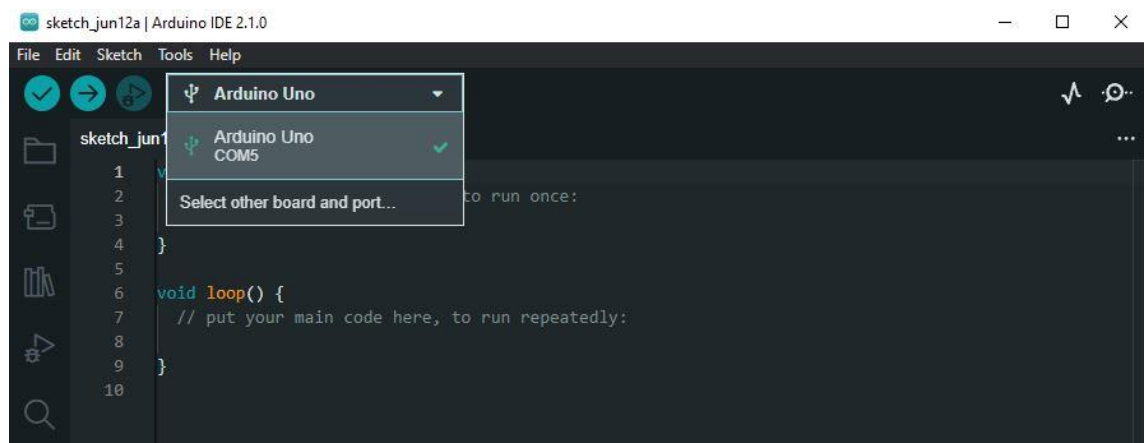 sketch_jun12a | Arduino IDE 2.1.0
File Edit Sketch Tools Help
Arduino Uno
sketch_jun1
Arduino Uno
COM5
Select other board and port...
1 v
2 to run once:
3
4 }
5
6 void loop() {
7 // put your main code here, to run repeatedly:
8
9 }
10